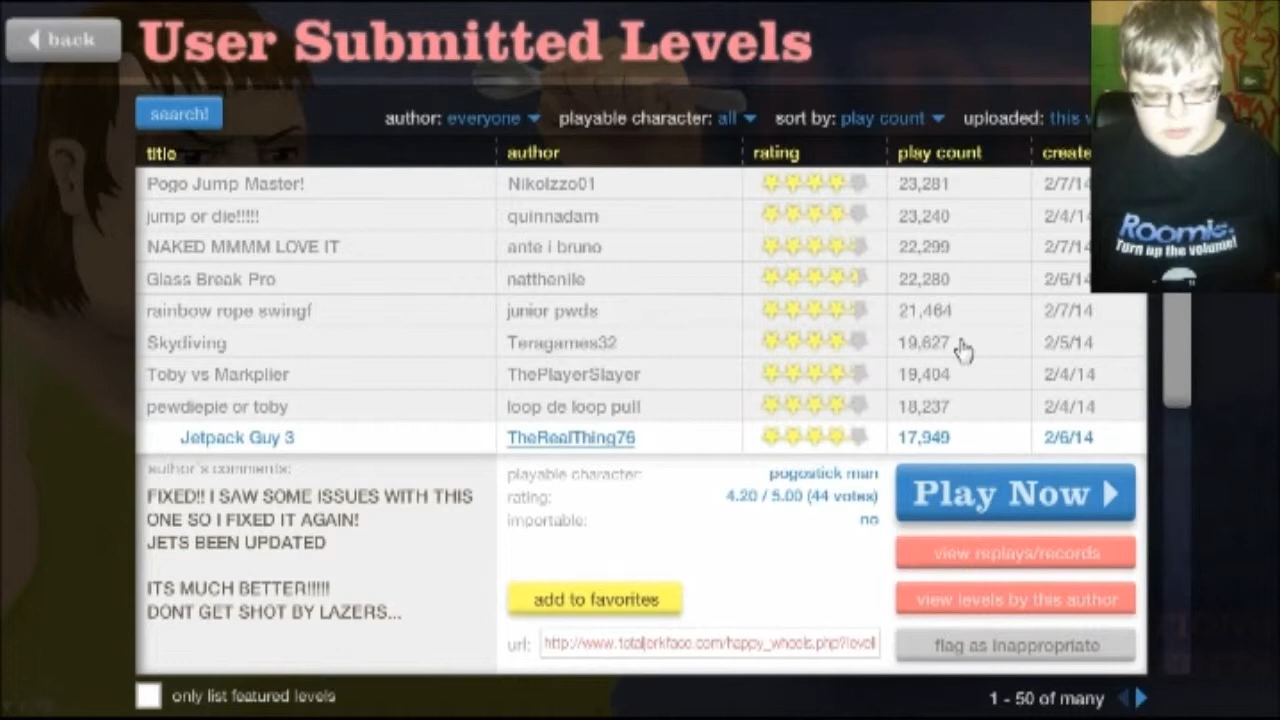 back
User Submitted Levels
search!
author: everyone playable character: all sort by: play count uploaded: this
title author rating play count create
Pogo Jump Master! Nikolzzo01 23,281 2/7/14
jump or die!!!!! quinnadam 23,240 2/4/14
NAKED MMMM LOVE IT ante i bruno 22,299 2/7/14
Glass Break Pro natthenile 22,280 2/6/14
rainbow rope swingf junior pwds 21,464 2/7/14
Skydiving Teragames32 19,627 2/5/14
Toby vs Markplier ThePlayerSlayer 19,404 2/4/14
pewdiepie or toby loop de loop pull 18,237 2/4/14
Jetpack Guy 3 TheRealThing76 17,949 2/6/14
author's comments:
FIXED!! I SAW SOME ISSUES WITH THIS
ONE SO I FIXED IT AGAIN!
JETS BEEN UPDATED
ITS MUCH BETTER!!!!!
DONT GET SHOT BY LAZERS...
playable character: pogostick man
rating: 4.20 / 5.00 (44 votes)
importable: no
add to favorites
url: http://www.totaljerkface.com/happy_wheels.php?level
Play Now
view replays/records
view levels by this author
flag as inappropriate
only list featured levels
1 - 50 of many
Turn up the volume!